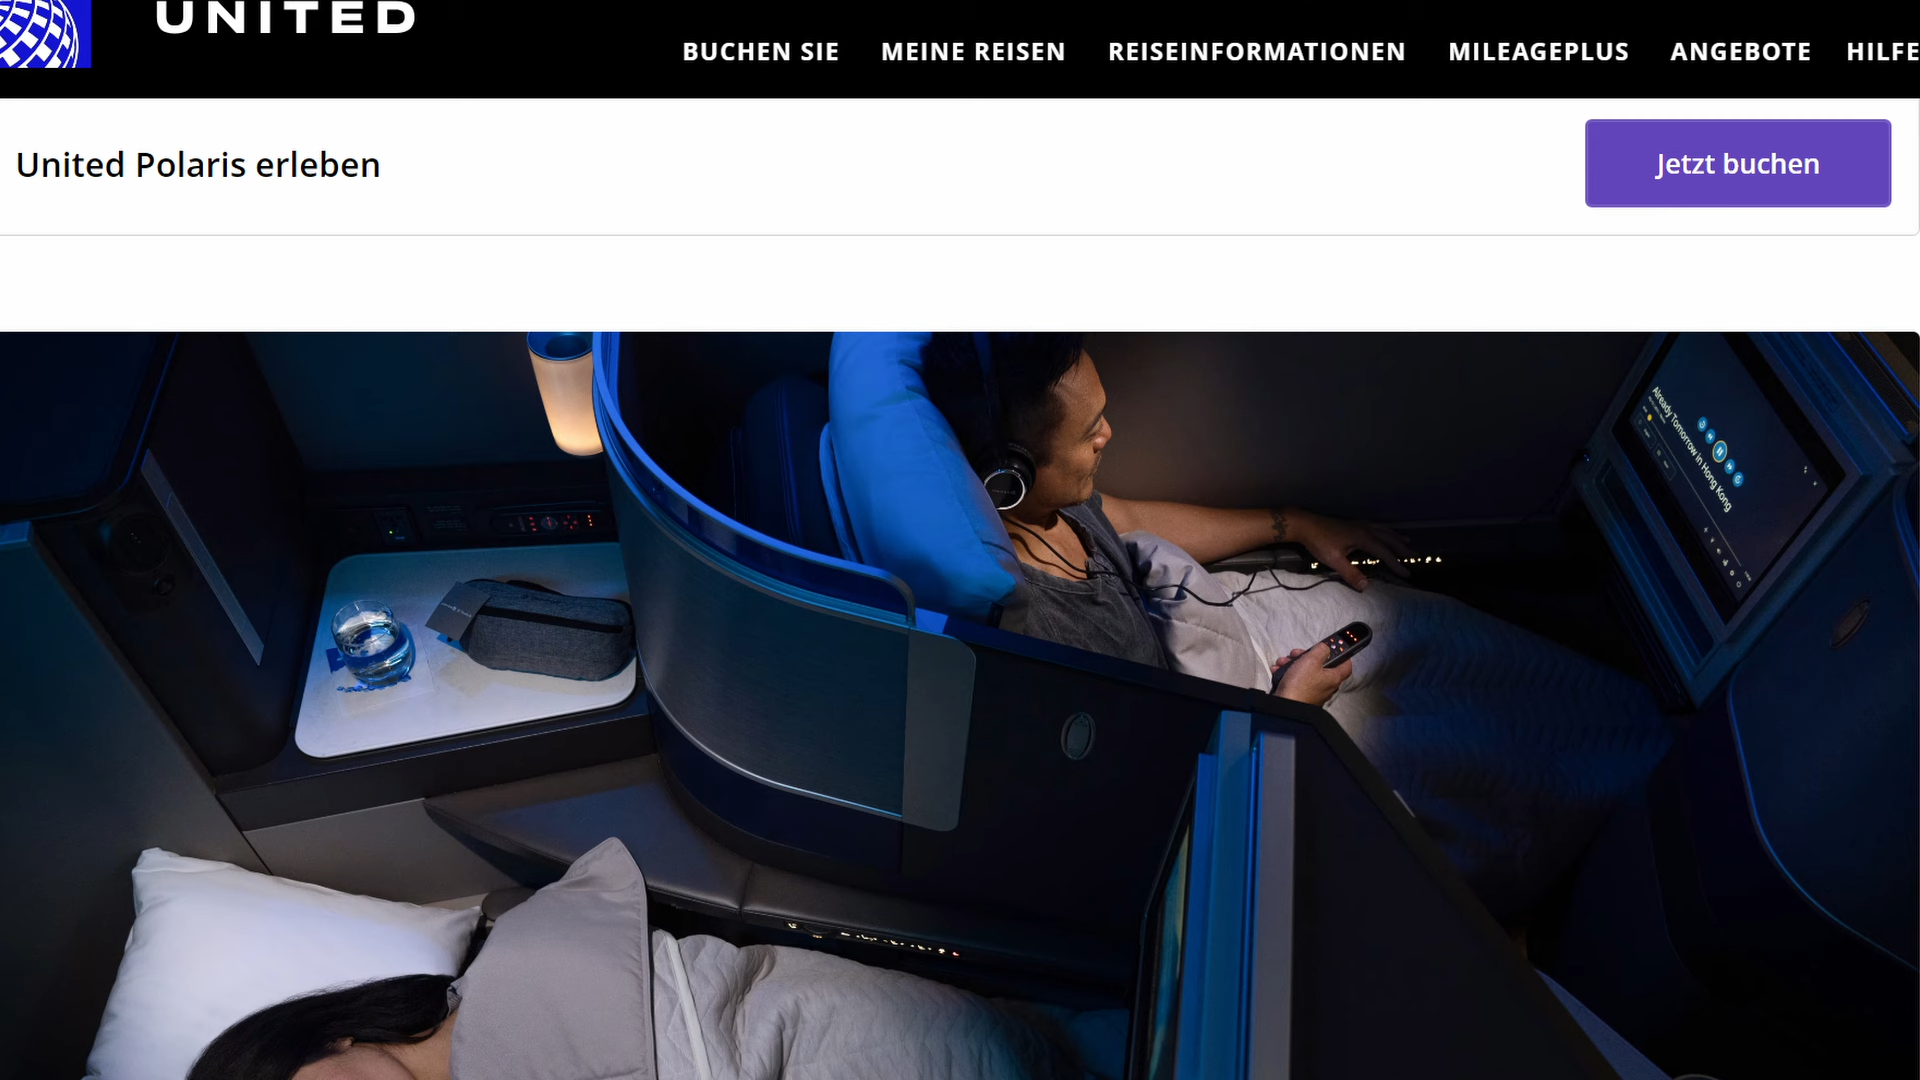 UNITED
BUCHEN SIE MEINE REISEN REISEINFORMATIONEN MILEAGEPLUS ANGEBOTE HILFE
United Polaris erleben
Jetzt buchen
Already Tomorrow in Hong Kong